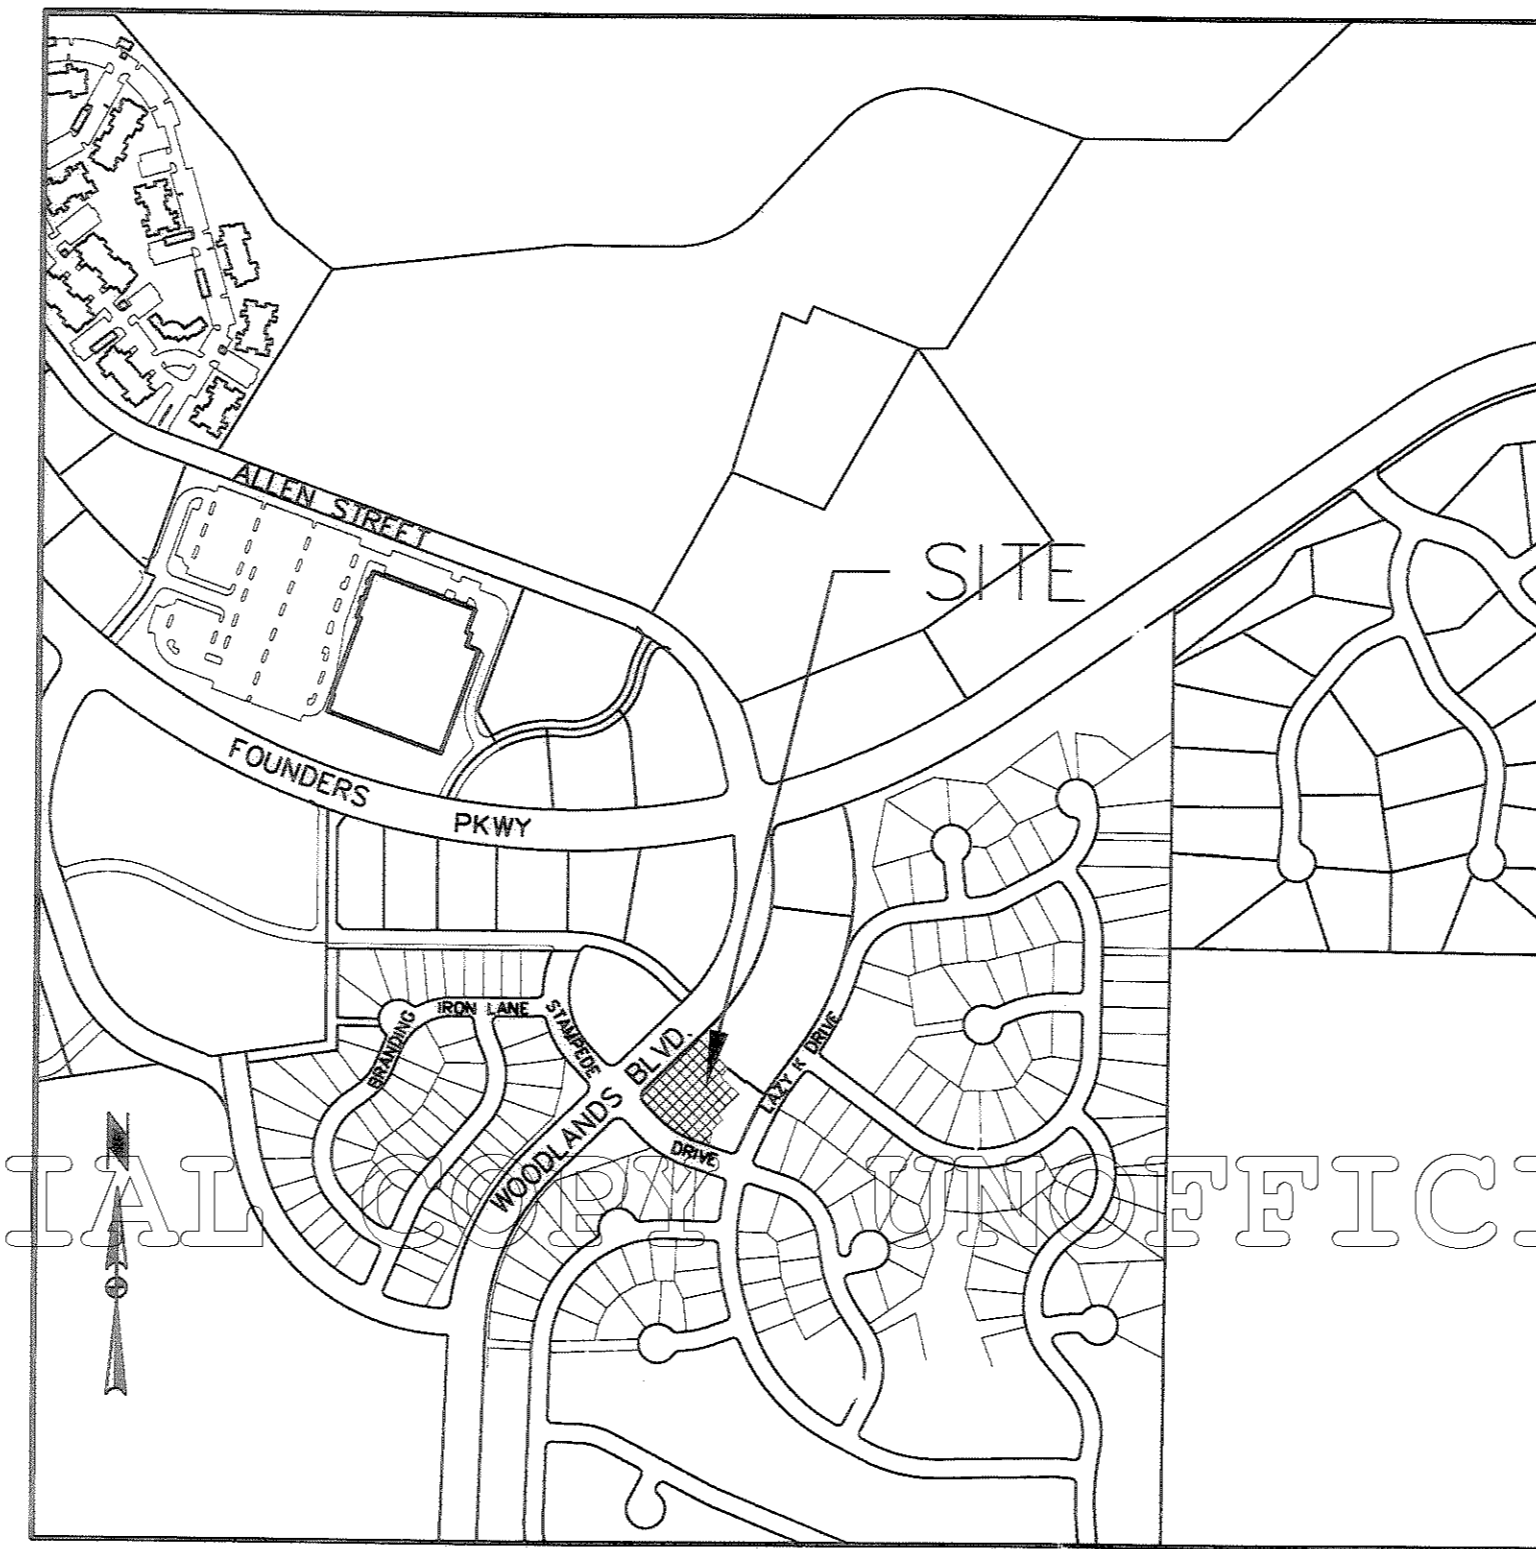 ALLEN STREET
SITE
FOUNDERS PKWY
IRON LANE
BRANDING
STAMPEDE
WOODLANDS BLVD.
LAZY K DRIVE
DRIVE
N
IAL COPY UNOFFICI